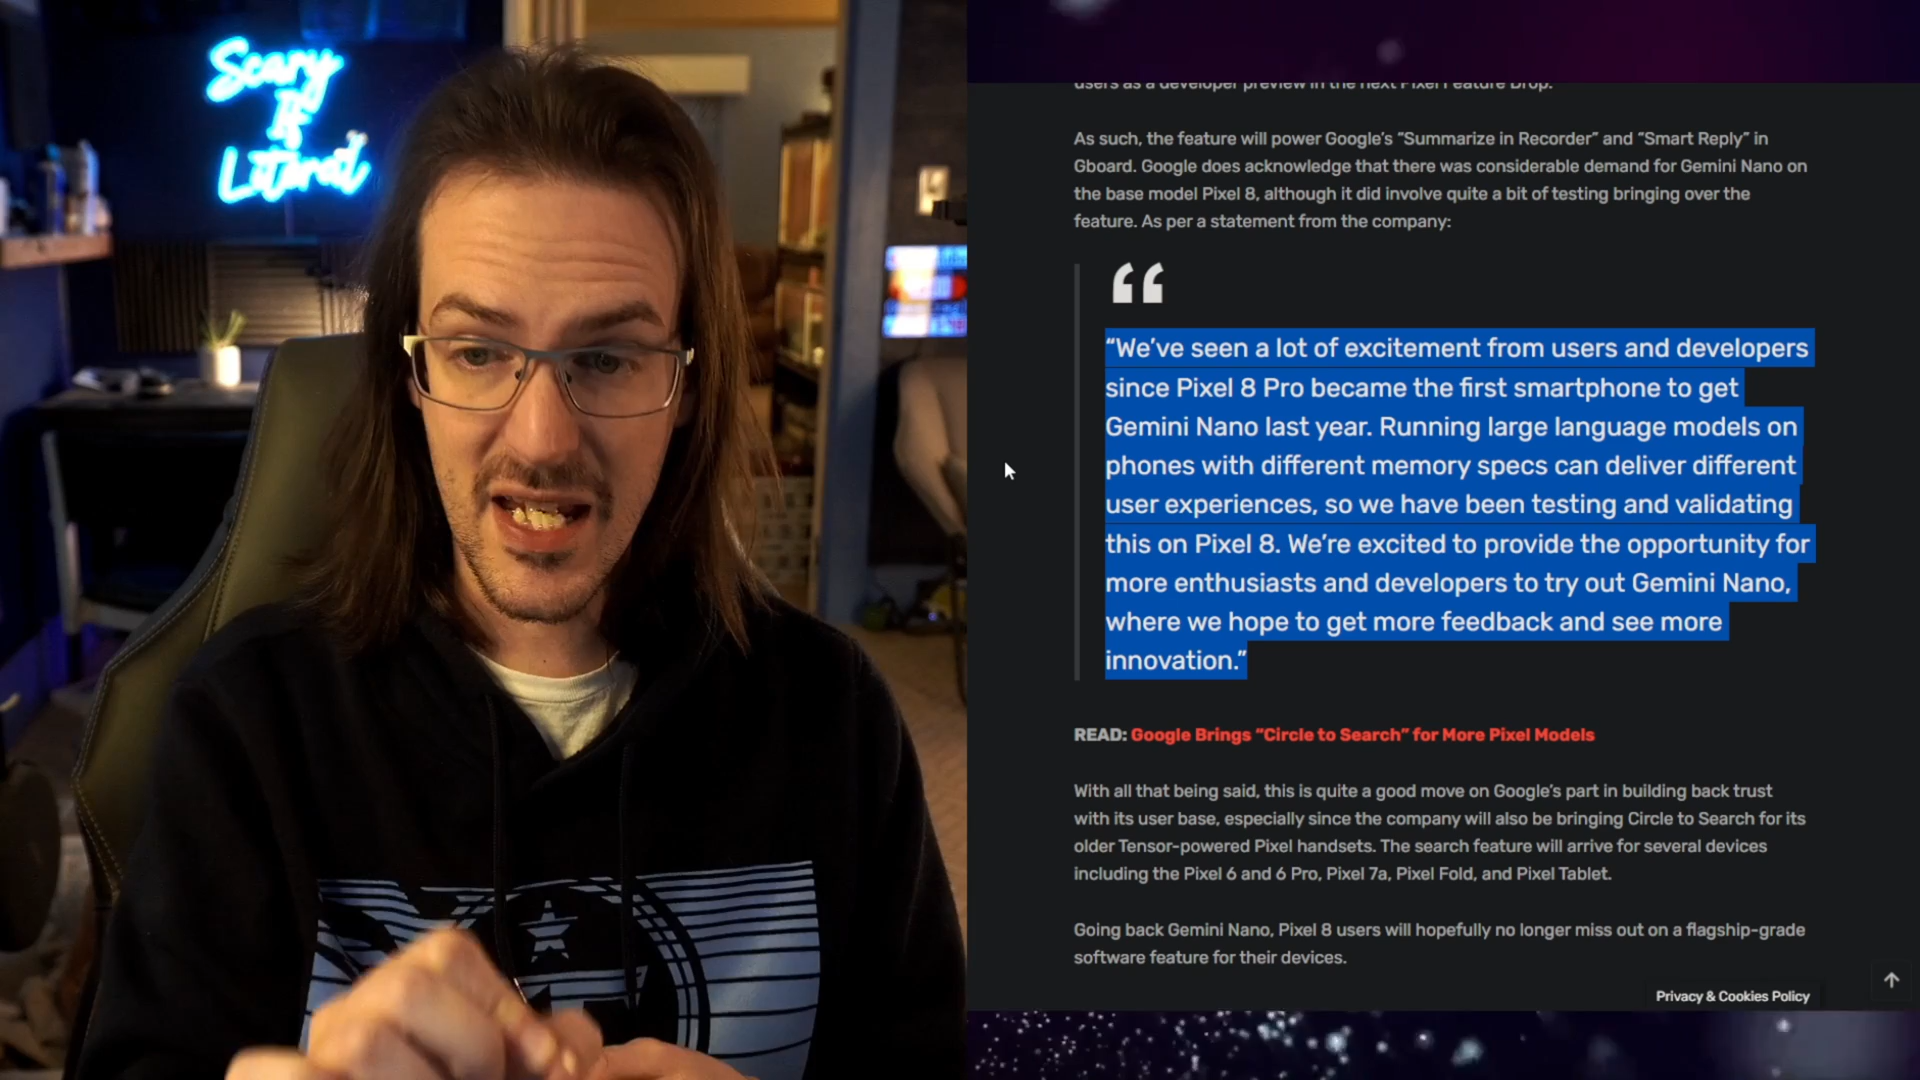 Scary
If
Literal
users as a developer preview in the next Pixel Feature Drop.
As such, the feature will power Google's “Summarize in Recorder” and “Smart Reply” in
Gboard. Google does acknowledge that there was considerable demand for Gemini Nano on
the base model Pixel 8, although it did involve quite a bit of testing bringing over the
feature. As per a statement from the company:
“
“We've seen a lot of excitement from users and developers
since Pixel 8 Pro became the first smartphone to get
Gemini Nano last year. Running large language models on
phones with different memory specs can deliver different
user experiences, so we have been testing and validating
this on Pixel 8. We're excited to provide the opportunity for
more enthusiasts and developers to try out Gemini Nano,
where we hope to get more feedback and see more
innovation.”
READ: Google Brings “Circle to Search” for More Pixel Models
With all that being said, this is quite a good move on Google's part in building back trust
with its user base, especially since the company will also be bringing Circle to Search for its
older Tensor-powered Pixel handsets. The search feature will arrive for several devices
including the Pixel 6 and 6 Pro, Pixel 7a, Pixel Fold, and Pixel Tablet.
Going back Gemini Nano, Pixel 8 users will hopefully no longer miss out on a flagship-grade
software feature for their devices.
Privacy & Cookies Policy